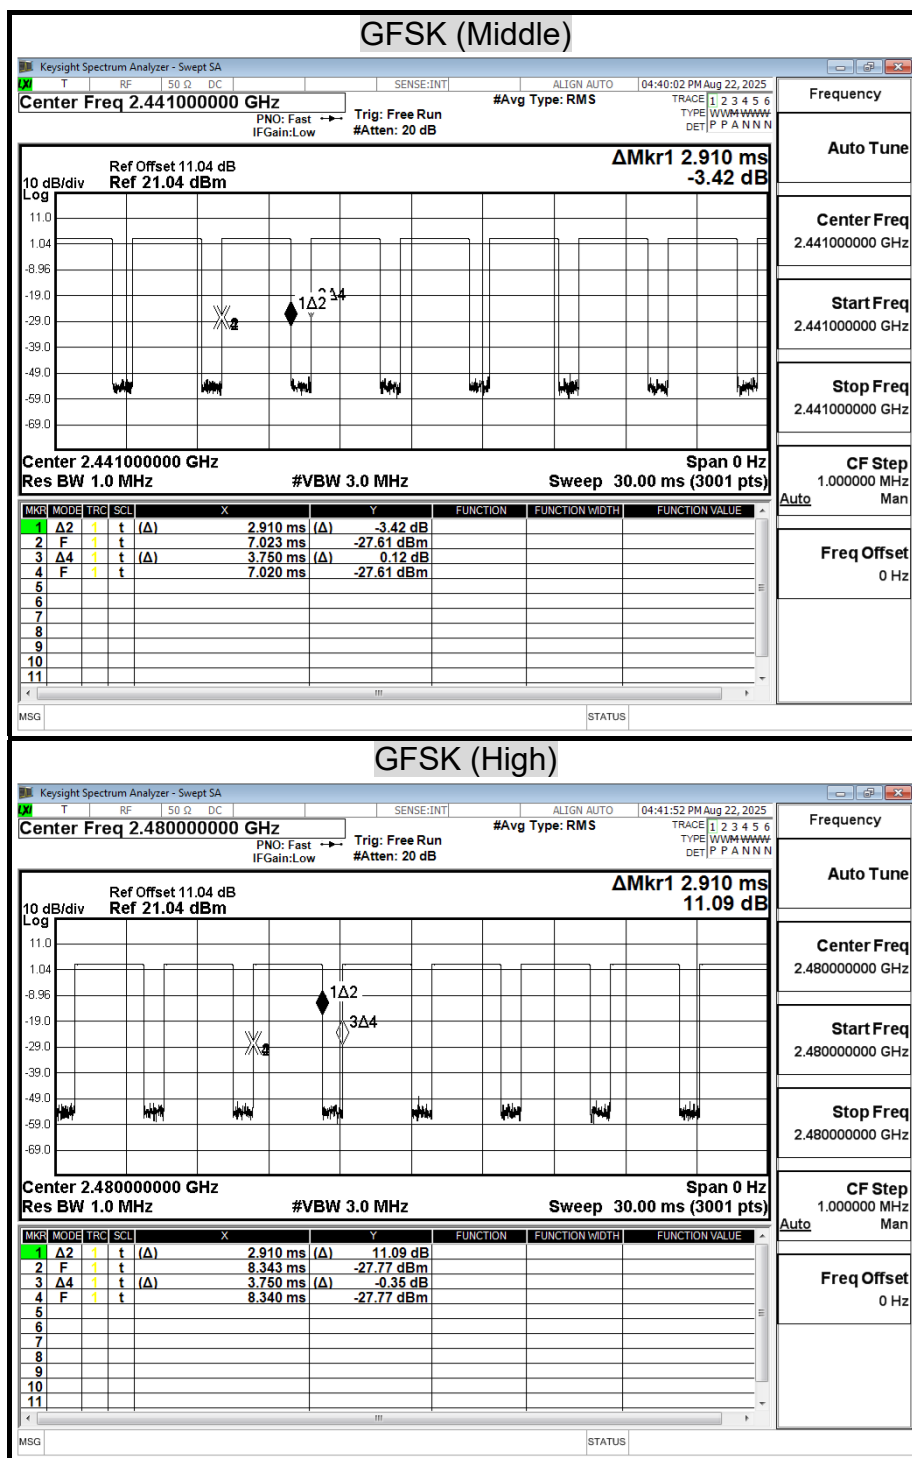 GFSK (Middle)
Keysight Spectrum Analyzer - Swept SA
LXI T RF 50 Ω DC SENSE:INT ALIGN AUTO 04:40:02 PM Aug 22, 2025
Center Freq 2.441000000 GHz #Avg Type: RMS TRACE 1 2 3 4 5 6 Frequency
PNO: Fast Trig: Free Run TYPE WWMWWWW
IFGain:Low #Atten: 20 dB DET P P A N N N
Auto Tune
ΔMkr1 2.910 ms
-3.42 dB
Ref Offset 11.04 dB
10 dB/div Ref 21.04 dBm
Log
11.0
1.04
-8.96
-19.0
-29.0
-39.0
-49.0
-59.0
-69.0
1Δ2
Center Freq
2.441000000 GHz
Start Freq
2.441000000 GHz
Stop Freq
2.441000000 GHz
Center 2.441000000 GHz Span 0 Hz
Res BW 1.0 MHz #VBW 3.0 MHz Sweep 30.00 ms (3001 pts)
CF Step
1.000000 MHz
Auto Man
Freq Offset
0 Hz
MKR MODE TRC SCL X Y FUNCTION FUNCTION WIDTH FUNCTION VALUE
1 Δ2 1 t (Δ) 2.910 ms (Δ) -3.42 dB
2 F 1 t 7.023 ms -27.61 dBm
3 Δ4 1 t (Δ) 3.750 ms (Δ) 0.12 dB
4 F 1 t 7.020 ms -27.61 dBm
5
6
7
8
9
10
11
MSG STATUS
GFSK (High)
Keysight Spectrum Analyzer - Swept SA
LXI T RF 50 Ω DC SENSE:INT ALIGN AUTO 04:41:52 PM Aug 22, 2025
Center Freq 2.480000000 GHz #Avg Type: RMS TRACE 1 2 3 4 5 6 Frequency
PNO: Fast Trig: Free Run TYPE WWMWWWW
IFGain:Low #Atten: 20 dB DET P P A N N N
Auto Tune
ΔMkr1 2.910 ms
11.09 dB
Ref Offset 11.04 dB
10 dB/div Ref 21.04 dBm
Log
11.0
1.04
-8.96
-19.0
-29.0
-39.0
-49.0
-59.0
-69.0
1Δ2
3Δ4
Center Freq
2.480000000 GHz
Start Freq
2.480000000 GHz
Stop Freq
2.480000000 GHz
Center 2.480000000 GHz Span 0 Hz
Res BW 1.0 MHz #VBW 3.0 MHz Sweep 30.00 ms (3001 pts)
CF Step
1.000000 MHz
Auto Man
Freq Offset
0 Hz
MKR MODE TRC SCL X Y FUNCTION FUNCTION WIDTH FUNCTION VALUE
1 Δ2 1 t (Δ) 2.910 ms (Δ) 11.09 dB
2 F 1 t 8.343 ms -27.77 dBm
3 Δ4 1 t (Δ) 3.750 ms (Δ) -0.35 dB
4 F 1 t 8.340 ms -27.77 dBm
5
6
7
8
9
10
11
MSG STATUS